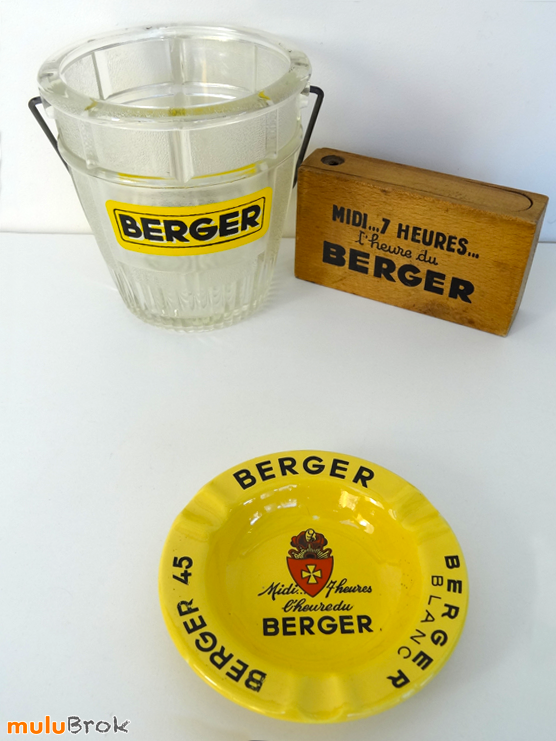 BERGER
MIDI...7 HEURES...
l'heure du
BERGER
BERGER
BERGER 45
BERGER
BLANC
Midi... 7 heures
l'heure du
BERGER
muluBrok